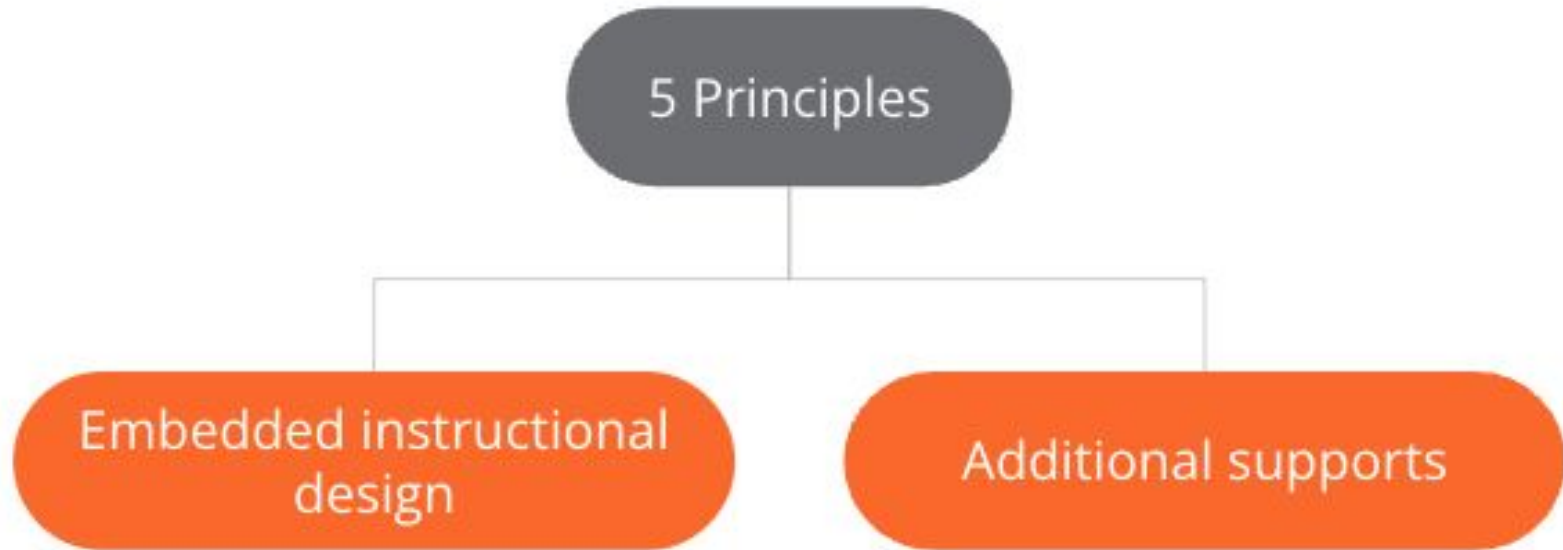 5 Principles
Embedded instructional
design
Additional supports